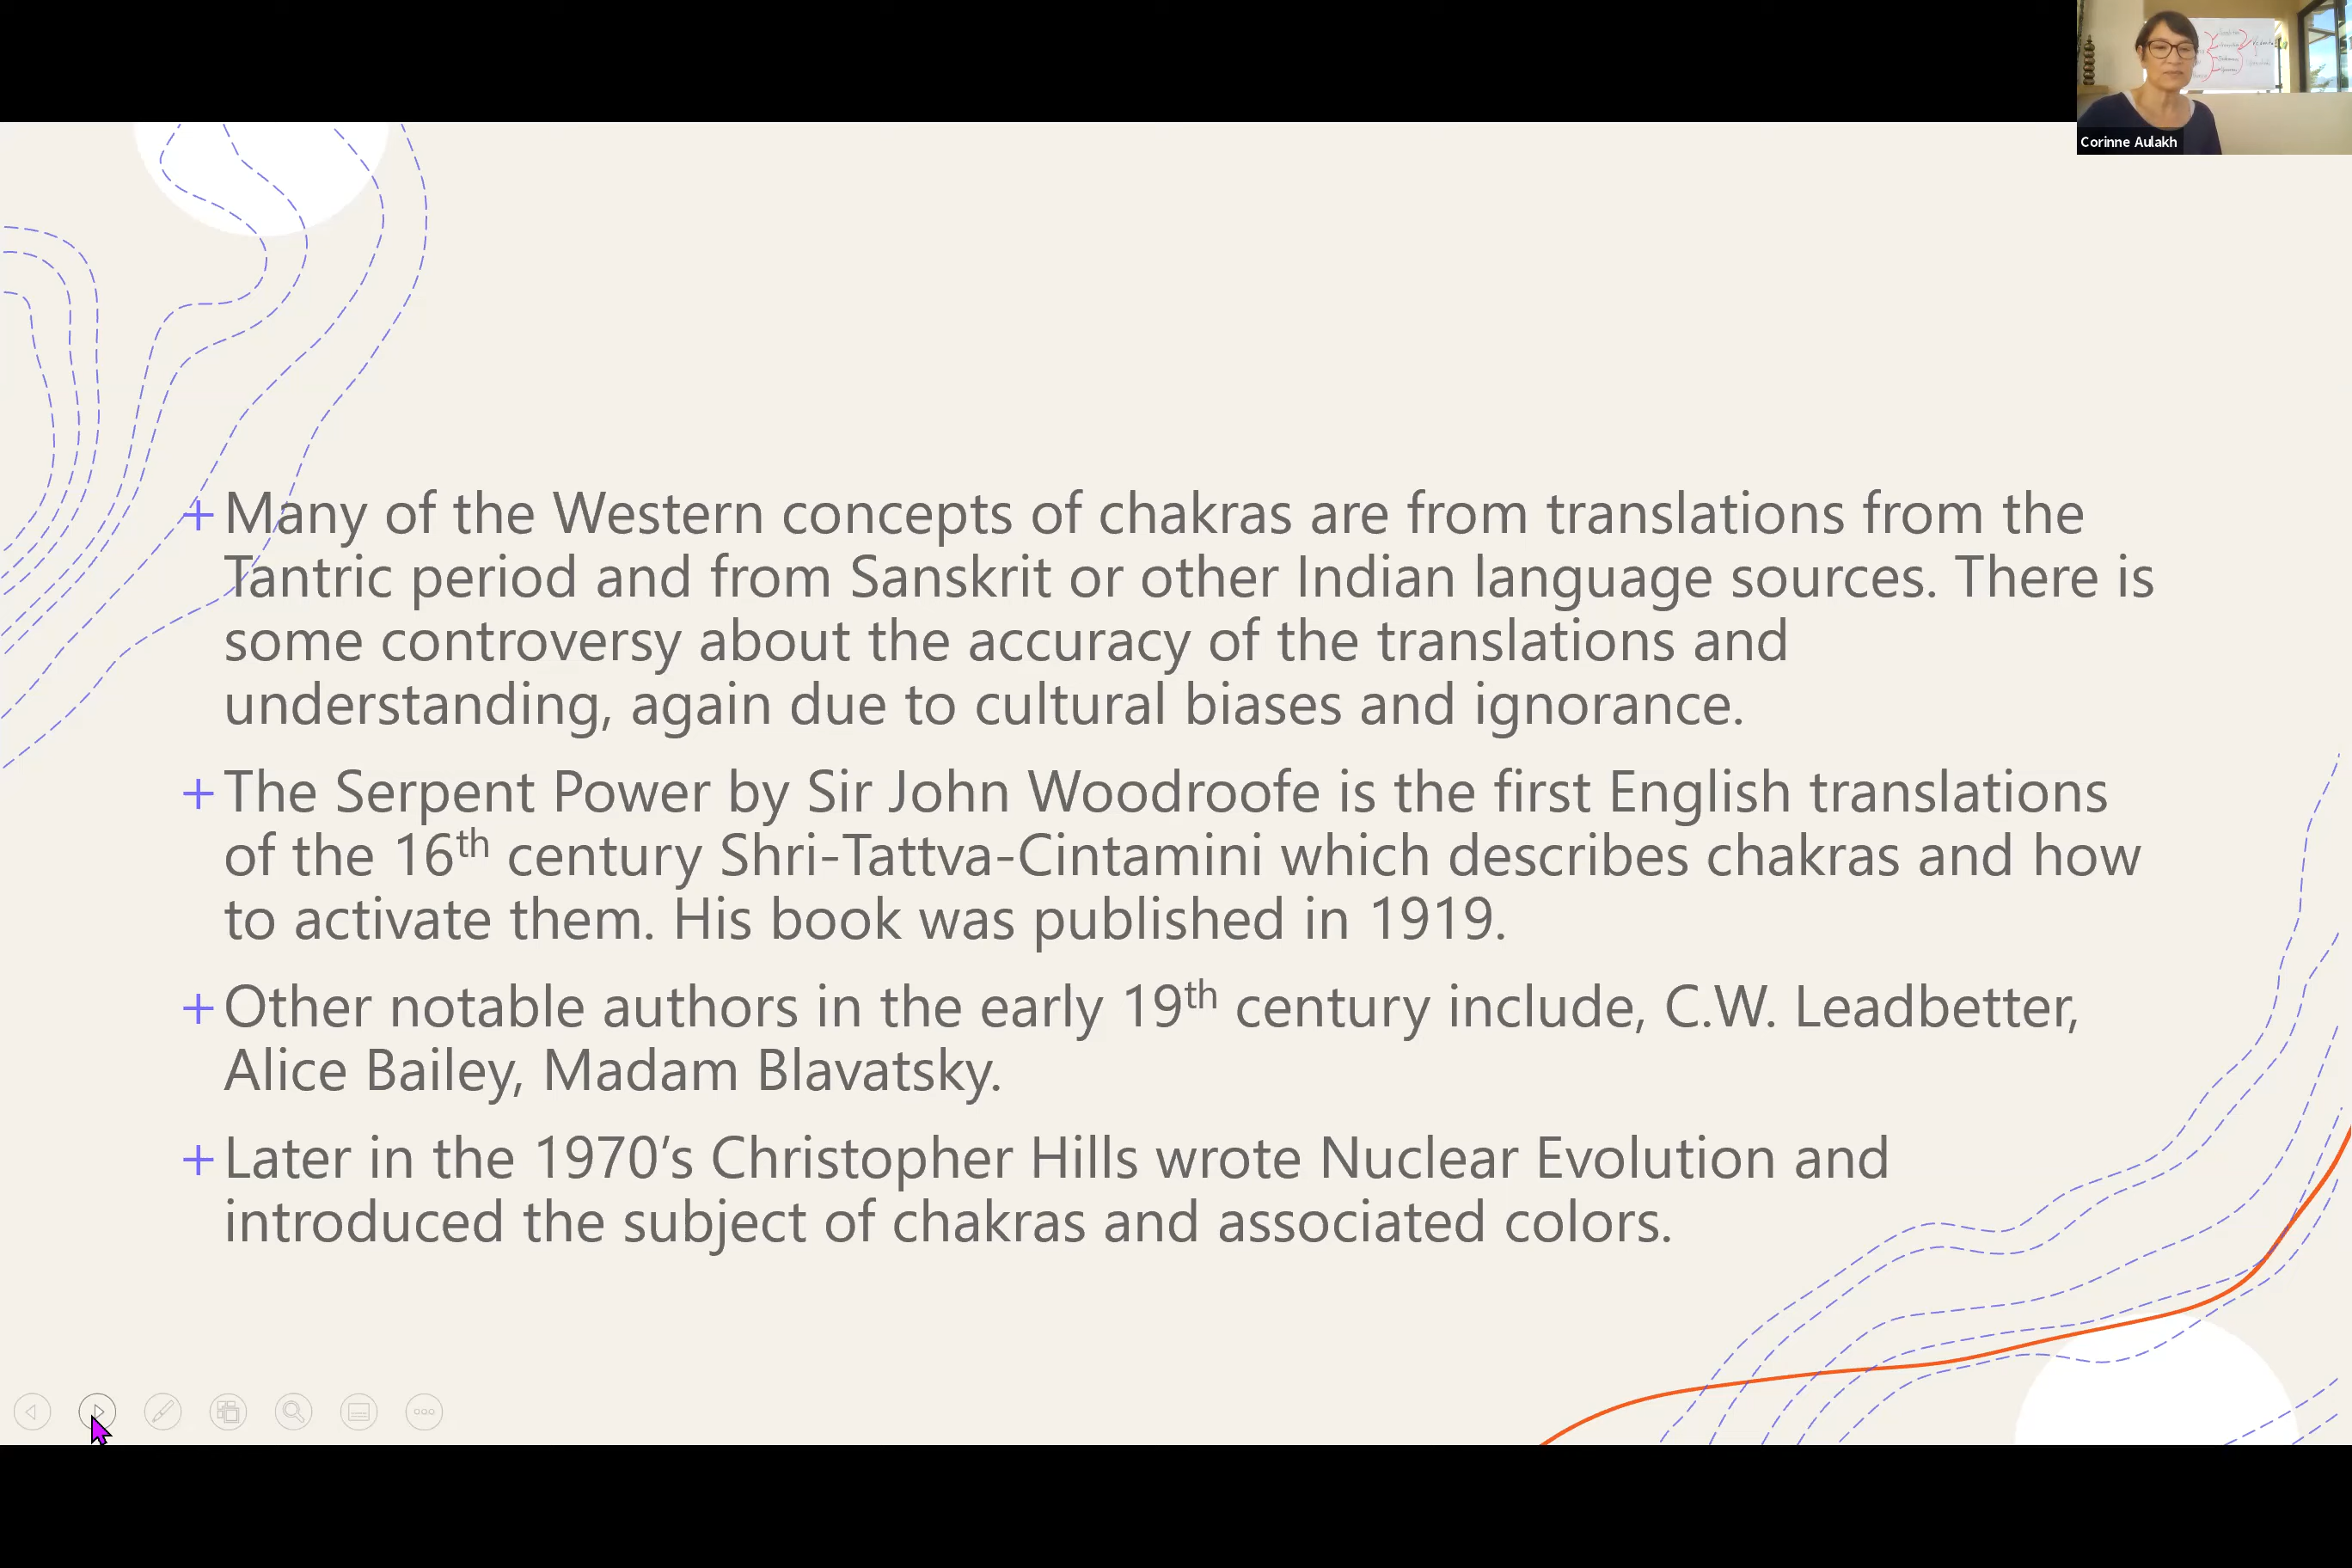 Corinne Aulakh
+ Many of the Western concepts of chakras are from translations from the
Tantric period and from Sanskrit or other Indian language sources. There is
some controversy about the accuracy of the translations and
understanding, again due to cultural biases and ignorance.
+ The Serpent Power by Sir John Woodroofe is the first English translations
of the 16th century Shri-Tattva-Cintamini which describes chakras and how
to activate them. His book was published in 1919.
+ Other notable authors in the early 19th century include, C.W. Leadbetter,
Alice Bailey, Madam Blavatsky.
+ Later in the 1970’s Christopher Hills wrote Nuclear Evolution and
introduced the subject of chakras and associated colors.